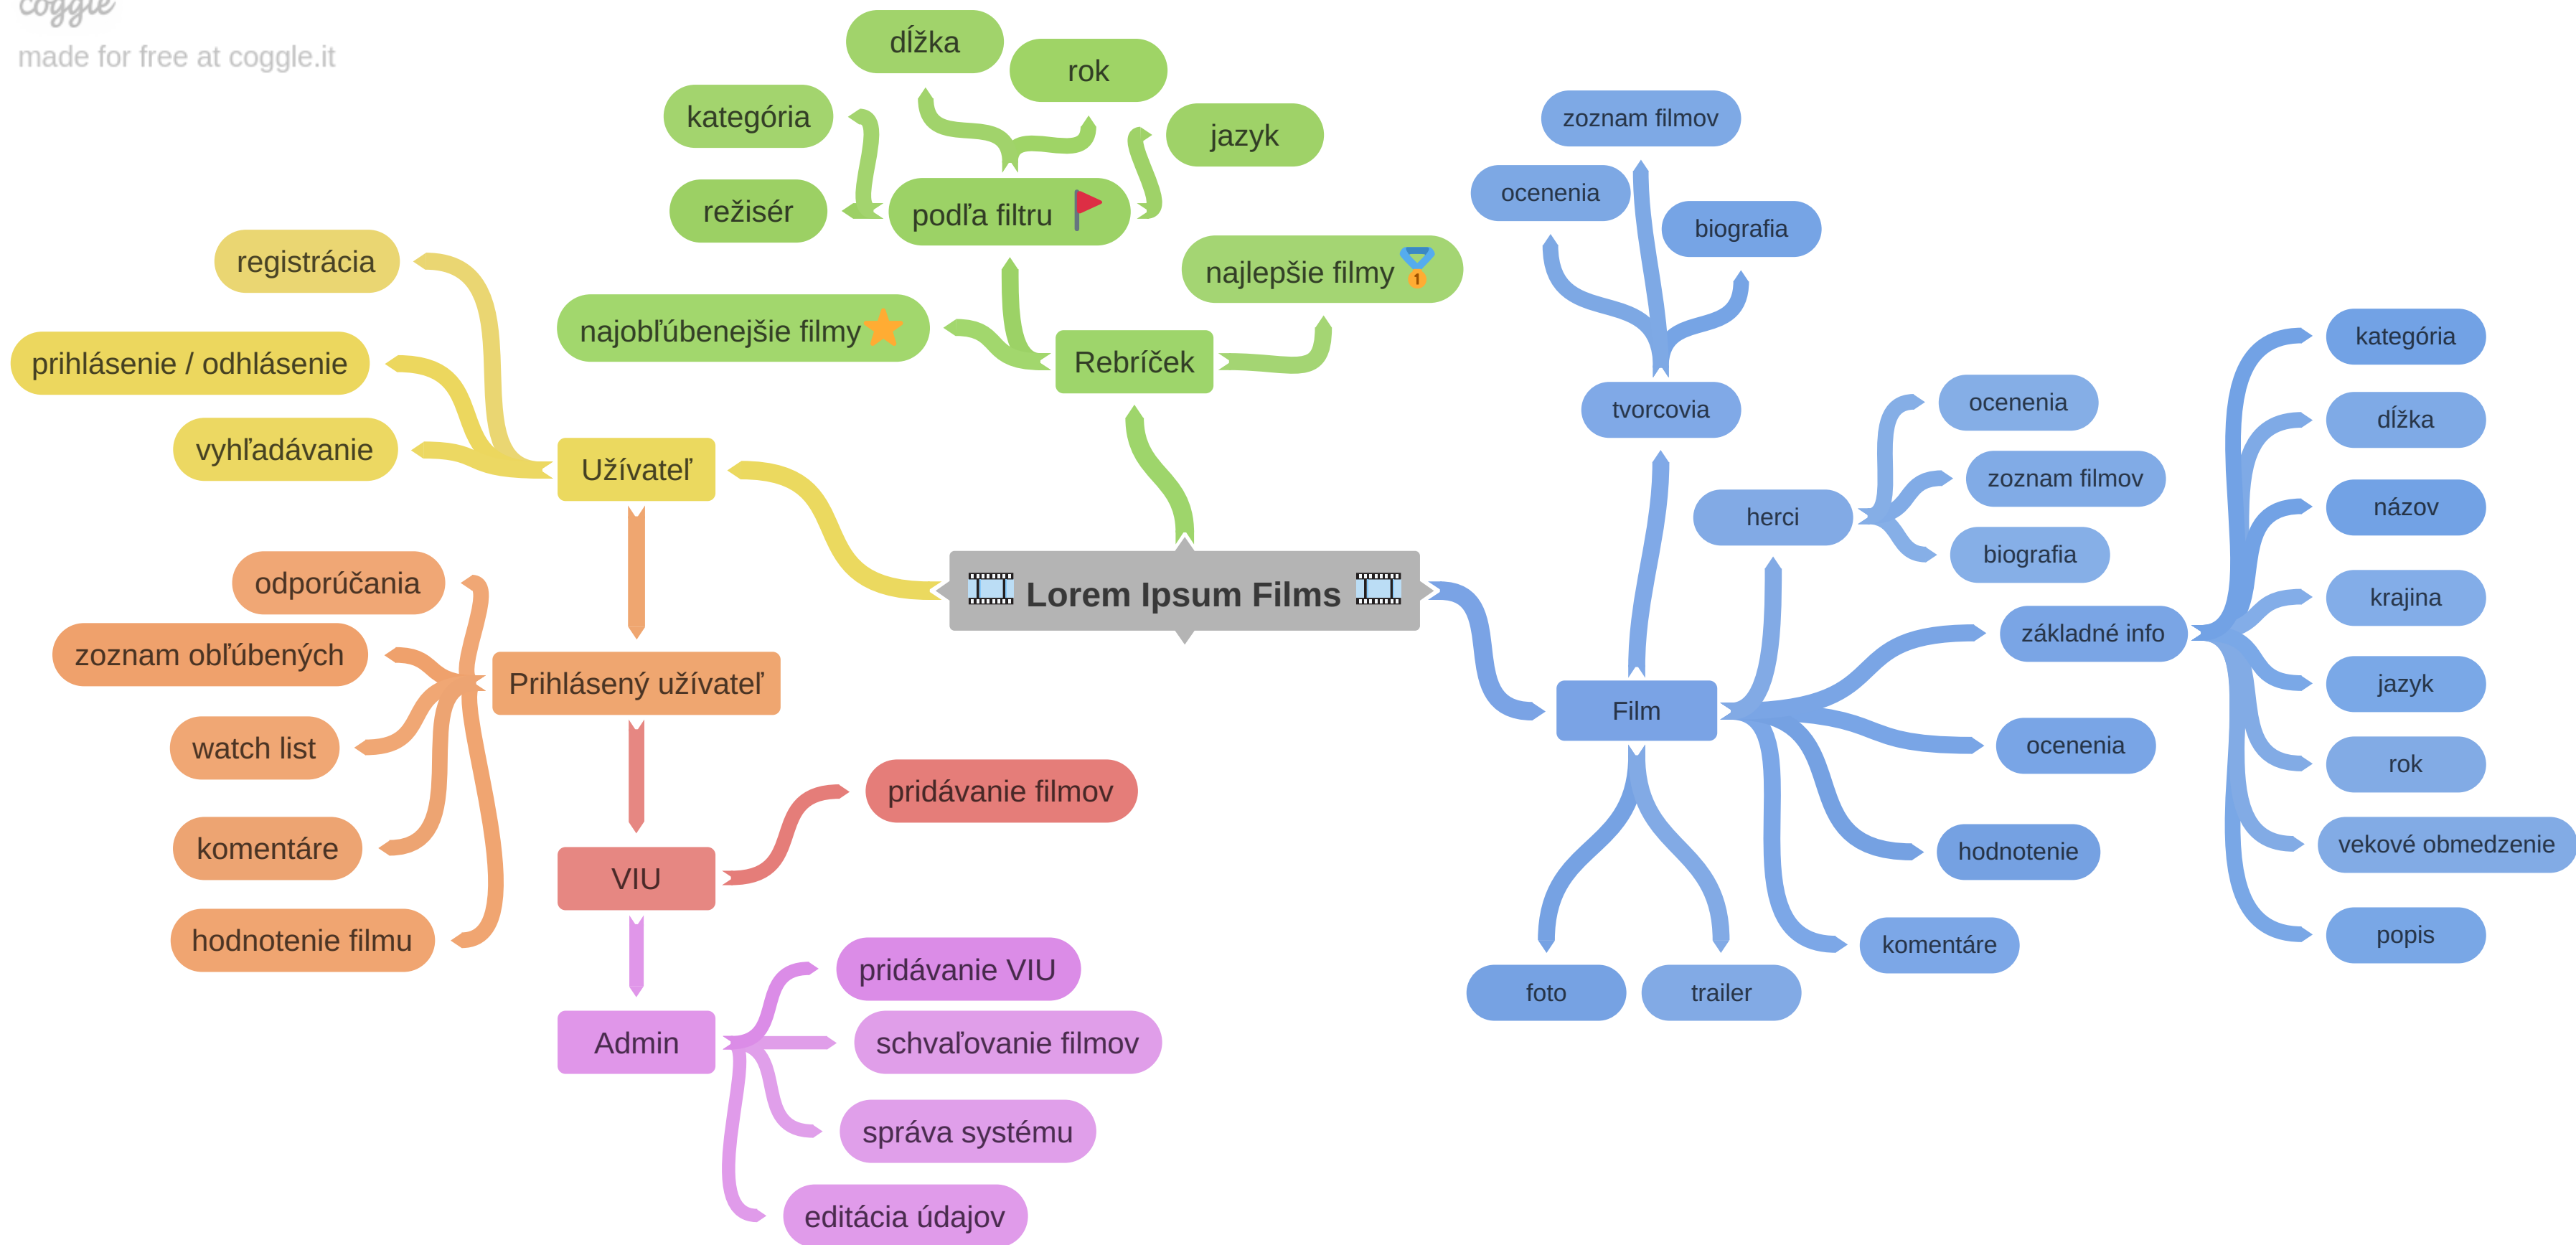 coggle
made for free at coggle.it
dĺžka
rok
kategória
jazyk
režisér
podľa filtru
najlepšie filmy
najobľúbenejšie filmy
Rebríček
registrácia
prihlásenie / odhlásenie
vyhľadávanie
Užívateľ
Lorem Ipsum Films
odporúčania
zoznam obľúbených
watch list
komentáre
hodnotenie filmu
Prihlásený užívateľ
VIU
pridávanie filmov
Admin
pridávanie VIU
schvaľovanie filmov
správa systému
editácia údajov
zoznam filmov
ocenenia
biografia
tvorcovia
herci
ocenenia
zoznam filmov
biografia
Film
základné info
ocenenia
hodnotenie
komentáre
foto
trailer
kategória
dĺžka
názov
krajina
jazyk
rok
vekové obmedzenie
popis